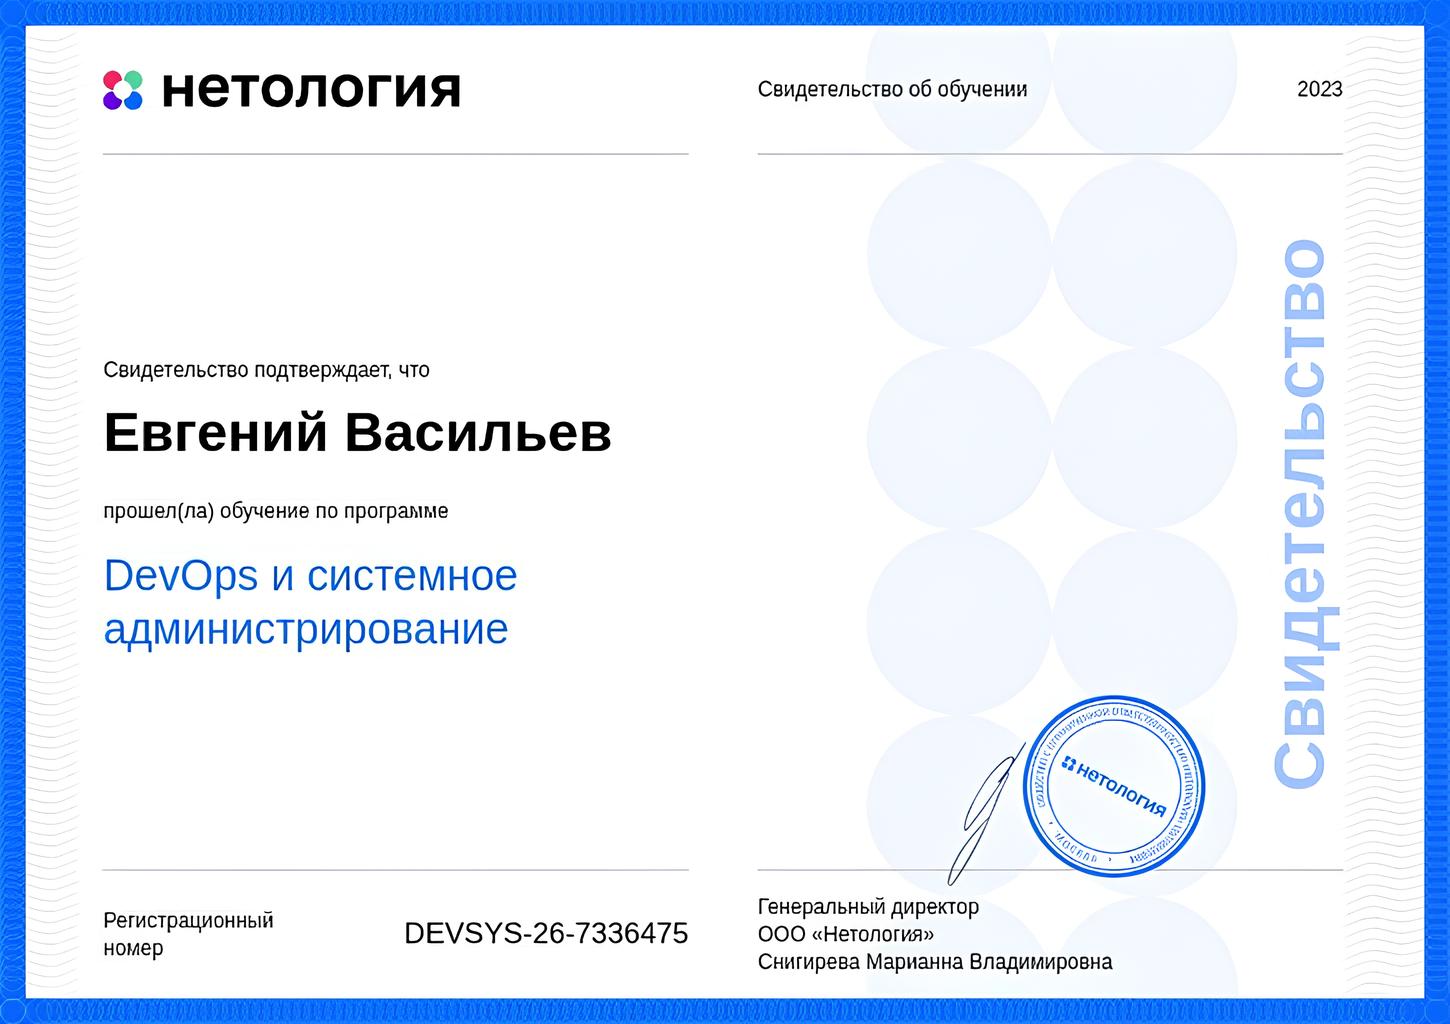 нетология
Свидетельство об обучении
2023
Свидетельство подтверждает, что
Евгений Васильев
прошел(ла) обучение по программе
DevOps и системное
администрирование
Свидетельство
нетология
Регистрационный
номер
DEVSYS-26-7336475
Генеральный директор
ООО «Нетология»
Снигирева Марианна Владимировна